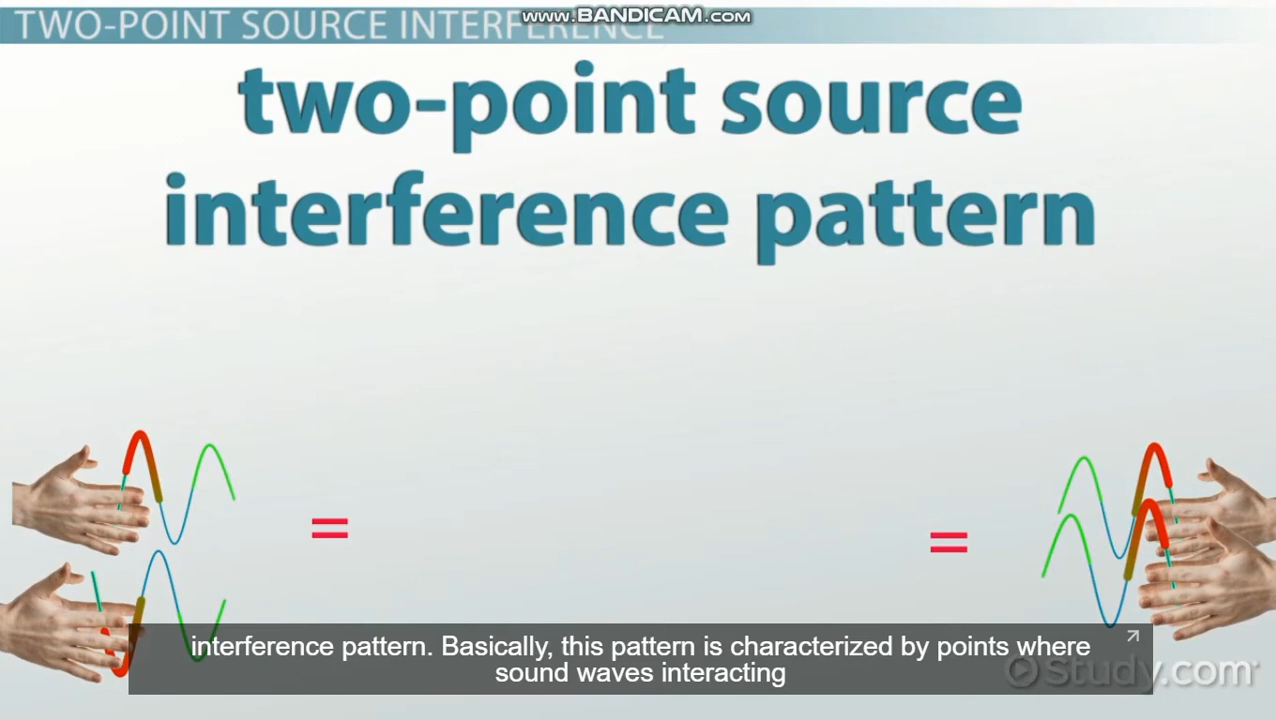 www.BANDICAM.com
TWO-POINT SOURCE INTERFERENCE
two-point source
interference pattern
=
=
interference pattern. Basically, this pattern is characterized by points where
sound waves interacting
Study.com